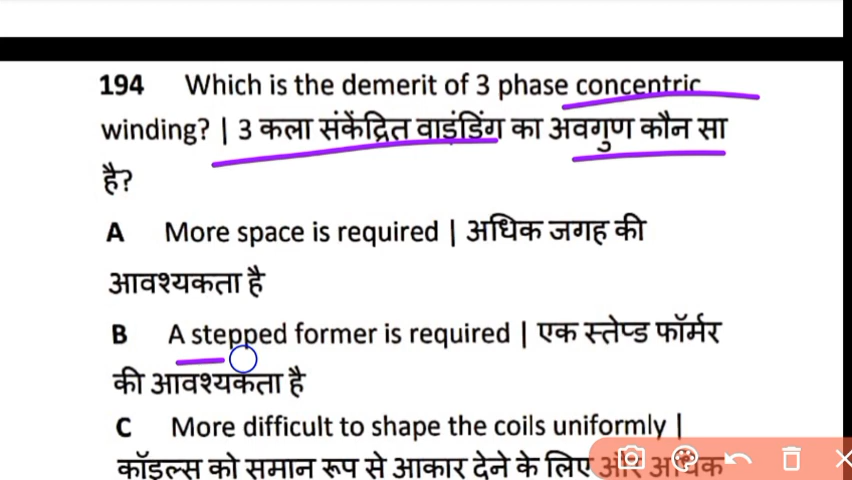 194 Which is the demerit of 3 phase concentric
winding? | 3 कला संकेंद्रित वाइंडिंग का अवगुण कौन सा
है?
A More space is required | अधिक जगह की
आवश्यकता है
B A stepped former is required | एक स्तेप्ड फॉर्मर
की आवश्यकता है
C More difficult to shape the coils uniformly |
कॉइल्स को समान रूप से आकार देने के लिए और अधिक